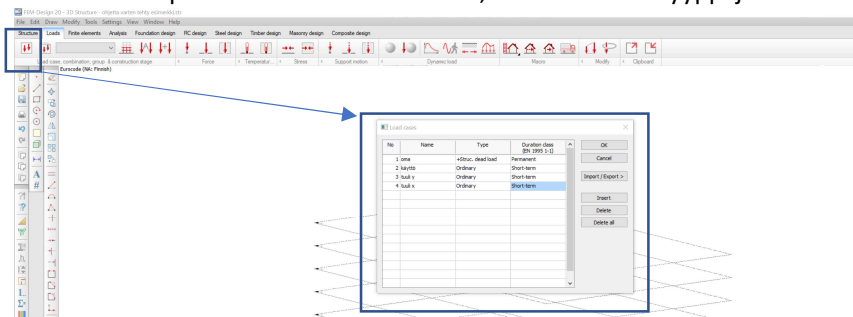 FEM-Design 20 - 3D Structure - ohjetta varten tehty esimerkki.str
File Edit Draw Modify Tools Settings View Window Help
Structure Loads Finite elements Analysis Foundation design RC design Steel design Timber design Masonry design Composite design
Load case, combination, group & construction stage Force Temperatur... Stress Support motion Dynamic load Macro Modify Clipboard
Eurocode (NA: Finnish)
Load cases
No Name Type Duration class (EN 1995 1-1)
1 oma +Struc. dead load Permanent
2 käyttö Ordinary Short-term
3 tuuli y Ordinary Short-term
4 tuuli x Ordinary Short-term
OK
Cancel
Import / Export >
Insert
Delete
Delete all